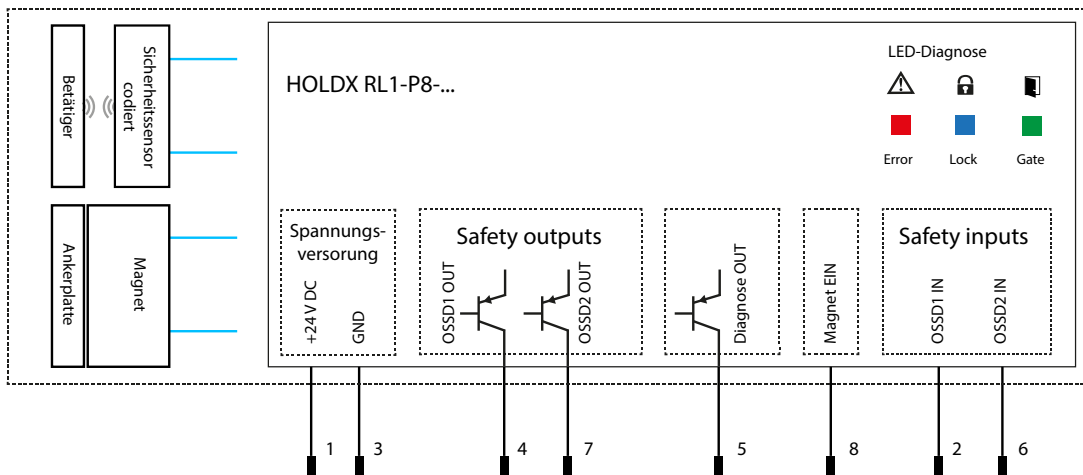 Betätiger
Sicherheitssensor
codiert
Ankerplatte
Magnet
HOLDX RL1-P8-...
LED-Diagnose
Error
Lock
Gate
Spannungs-
versorung
+24V DC
GND
Safety outputs
OSSD1 OUT
OSSD2 OUT
Diagnose OUT
Magnet EIN
Safety inputs
OSSD1 IN
OSSD2 IN
1
3
4
7
5
8
2
6